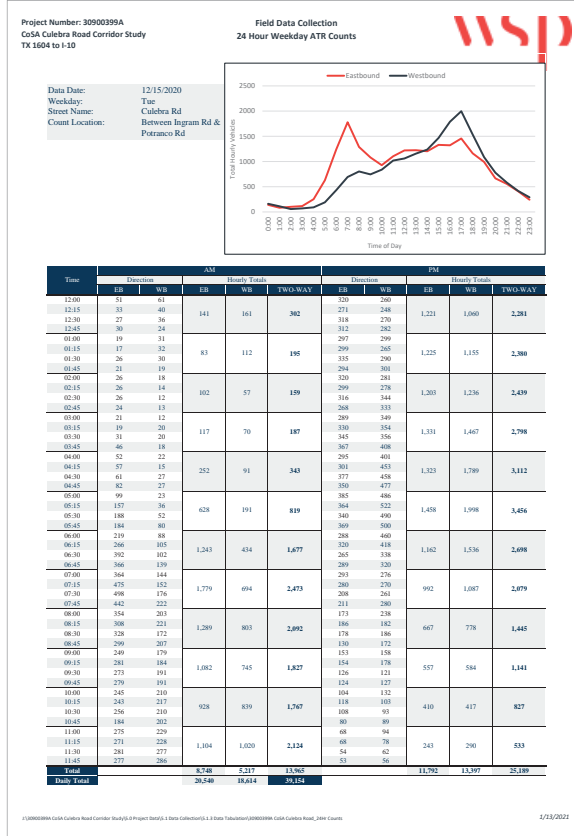 Project Number: 30900399A
CoSA Culebra Road Corridor Study
TX 1604 to I-10
Field Data Collection
24 Hour Weekday ATR Counts
wsp
Data Date: 12/15/2020
Weekday: Tue
Street Name: Culebra Rd
Count Location: Between Ingram Rd &
Potranco Rd
Eastbound Westbound
2500
2000
1500
1000
500
0
Total Hourly Vehicles
0:00 1:00 2:00 3:00 4:00 5:00 6:00 7:00 8:00 9:00 10:00 11:00 12:00 13:00 14:00 15:00 16:00 17:00 18:00 19:00 20:00 21:00 22:00 23:00
Time of Day
AM PM
Time Direction Hourly Totals Direction Hourly Totals
EB WB EB WB TWO-WAY EB WB EB WB TWO-WAY
12:00 51 61 320 260
12:15 33 40 271 248
141 161 302 1,221 1,060 2,281
12:30 27 36 318 270
12:45 30 24 312 282
01:00 19 31 297 299
01:15 17 32 299 265
83 112 195 1,225 1,155 2,380
01:30 26 30 335 290
01:45 21 19 294 301
02:00 26 18 320 281
02:15 26 14 299 278
102 57 159 1,203 1,236 2,439
02:30 26 12 316 344
02:45 24 13 268 333
03:00 21 12 289 349
03:15 19 20 330 354
117 70 187 1,331 1,467 2,798
03:30 31 20 345 356
03:45 46 18 367 408
04:00 52 22 295 401
04:15 57 15 301 453
252 91 343 1,323 1,789 3,112
04:30 61 27 377 458
04:45 82 27 350 477
05:00 99 23 385 486
05:15 157 36 364 522
628 191 819 1,458 1,998 3,456
05:30 188 52 340 490
05:45 184 80 369 500
06:00 219 88 288 460
06:15 266 105 320 418
1,243 434 1,677 1,162 1,536 2,698
06:30 392 102 265 338
06:45 366 139 289 320
07:00 364 144 293 276
07:15 475 152 280 270
1,779 694 2,473 992 1,087 2,079
07:30 498 176 208 261
07:45 442 222 211 280
08:00 354 203 173 238
08:15 308 221 186 182
1,289 803 2,092 667 778 1,445
08:30 328 172 178 186
08:45 299 207 130 172
09:00 249 179 153 158
09:15 281 184 154 178
1,082 745 1,827 557 584 1,141
09:30 273 191 126 121
09:45 279 191 124 127
10:00 245 210 104 132
10:15 243 217 118 103
928 839 1,767 410 417 827
10:30 256 210 108 93
10:45 184 202 80 89
11:00 275 229 68 94
11:15 271 228 68 78
1,104 1,020 2,124 243 290 533
11:30 281 277 54 62
11:45 277 286 53 56
Total 8,748 5,217 13,965 11,792 13,397 25,189
Daily Total 20,540 18,614 39,154
1/13/2021